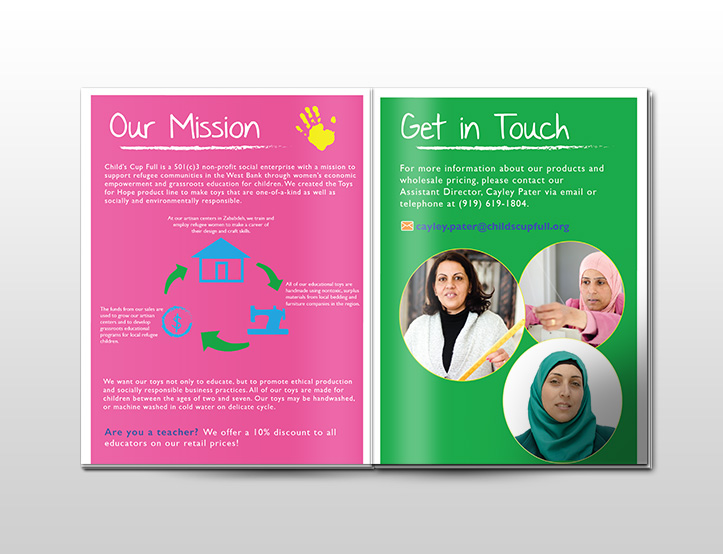 Our Mission
Child's Cup Full is a 501(c)3 non-profit social enterprise with a mission to
support refugee communities in the West Bank through women's economic
empowerment and grassroots education for children. We created the Toys
for Hope product line to make toys that are one-of-a-kind as well as
socially and environmentally responsible.
At our artisan centers in Zababdeh, we train and
employ refugee women to make a career of
their design and craft skills.
All of our educational toys are
handmade using nontoxic, surplus
materials from local bedding and
furniture companies in the region.
The funds from our sales are
used to grow our artisan
centers and to develop
grassroots educational
programs for local refugee
children.
$
We want our toys not only to educate, but to promote ethical production
and socially responsible business practices. All of our toys are made for
children between the ages of two and seven. Our toys may be handwashed,
or machine washed in cold water on delicate cycle.
Are you a teacher? We offer a 10% discount to all
educators on our retail prices!
Get in Touch
For more information about our products and
wholesale pricing, please contact our
Assistant Director, Cayley Pater via email or
telephone at (919) 619-1804.
cayley.pater@childscupfull.org